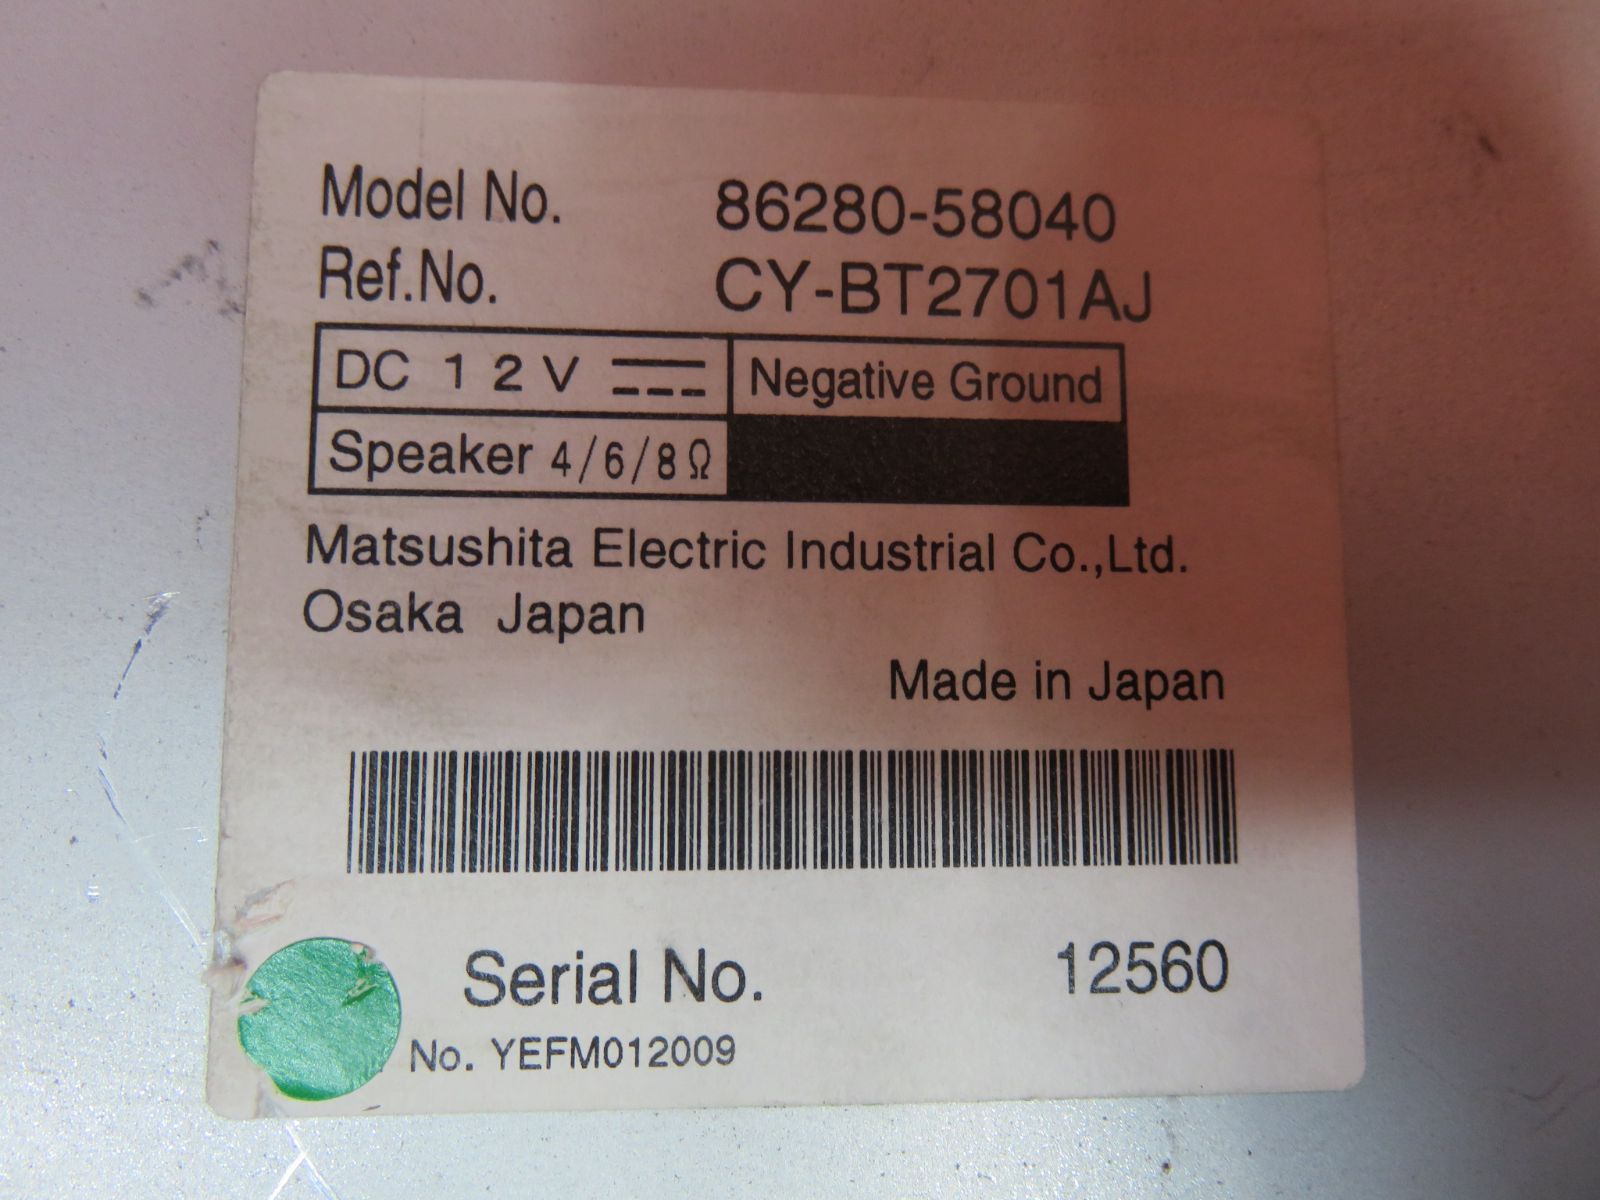 Model No. 86280-58040
Ref.No. CY-BT2701AJ
DC 12V Negative Ground
Speaker 4/6/8Ω
Matsushita Electric Industrial Co.,Ltd.
Osaka Japan
Made in Japan
Serial No. 12560
No. YEFM012009